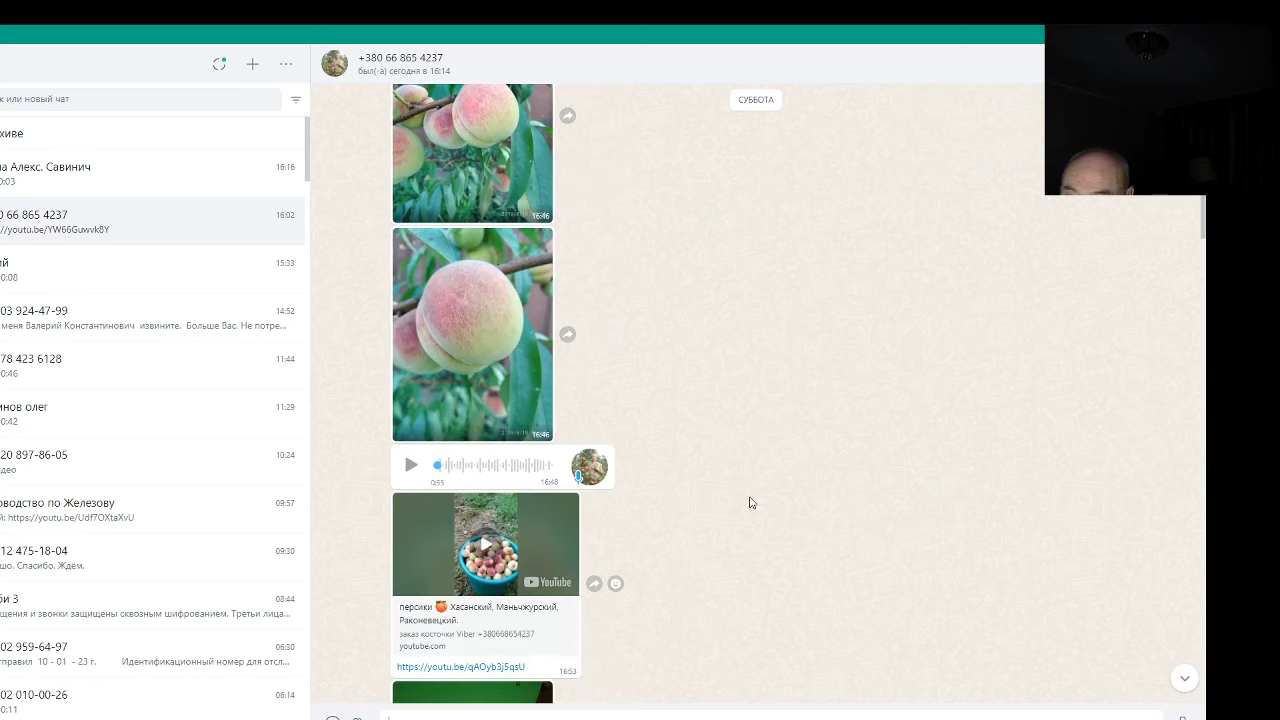 к или новый чат
хиве
а Алекс. Савинич 16:16
0:03
0 66 865 4237 16:02
youtu.be/YW66Guwvk8Y
ий 15:33
0:08
03 924-47-99 14:52
меня Валерий Константинович извините. Больше Вас. Не потре...
78 423 6128 11:44
0:46
инов олег 11:29
0:42
20 897-86-05 10:24
део
оводство по Железову 09:57
й: https://youtu.be/Udf7OXtaXvU
12 475-18-04 09:30
шо. Спасибо. Ждём.
би 3 08:44
щения и звонки защищены сквозным шифрованием. Третьи лица...
02 959-64-97 06:30
правил 10 - 01 - 23 г. Идентификационный номер для отсл...
02 010-00-26 06:14
0:11
+380 66 865 4237
был(-а) сегодня в 16:14
СУББОТА
16:46
16:46
0:55 16:48
YouTube
персики 🍑 Хасанский, Маньчжурский,
Раконевецкий.
заказ косточки Viber +380668654237
youtube.com
https://youtu.be/qAOyb3j5qsU 16:53